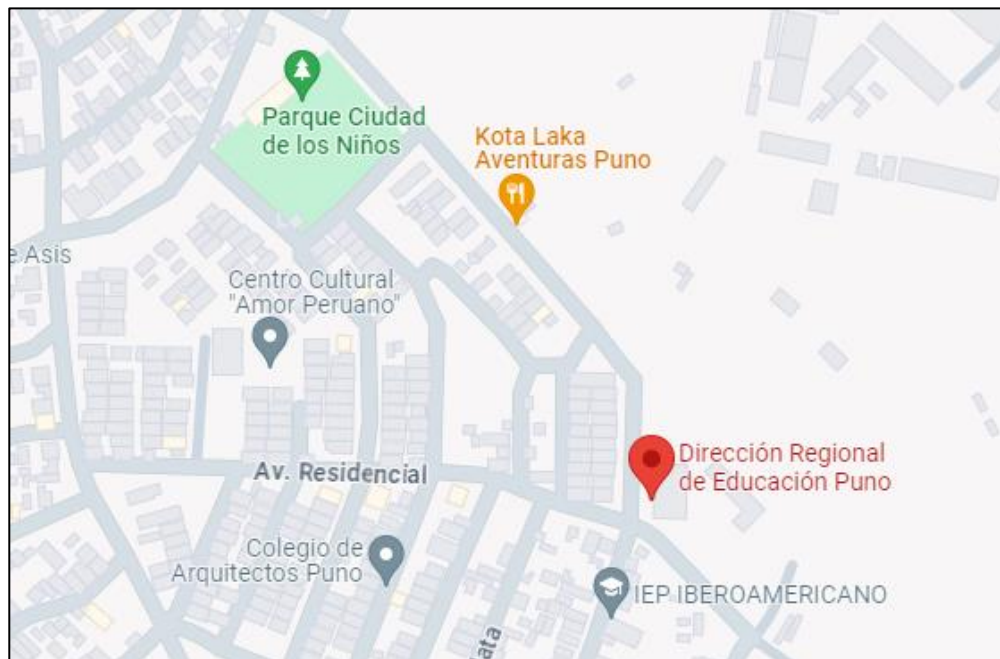 Parque Ciudad
de los Niños
Kota Laka
Aventuras Puno
e Asis
Centro Cultural
"Amor Peruano"
Dirección Regional
de Educación Puno
Av. Residencial
Colegio de
Arquitectos Puno
IEP IBEROAMERICANO
lata